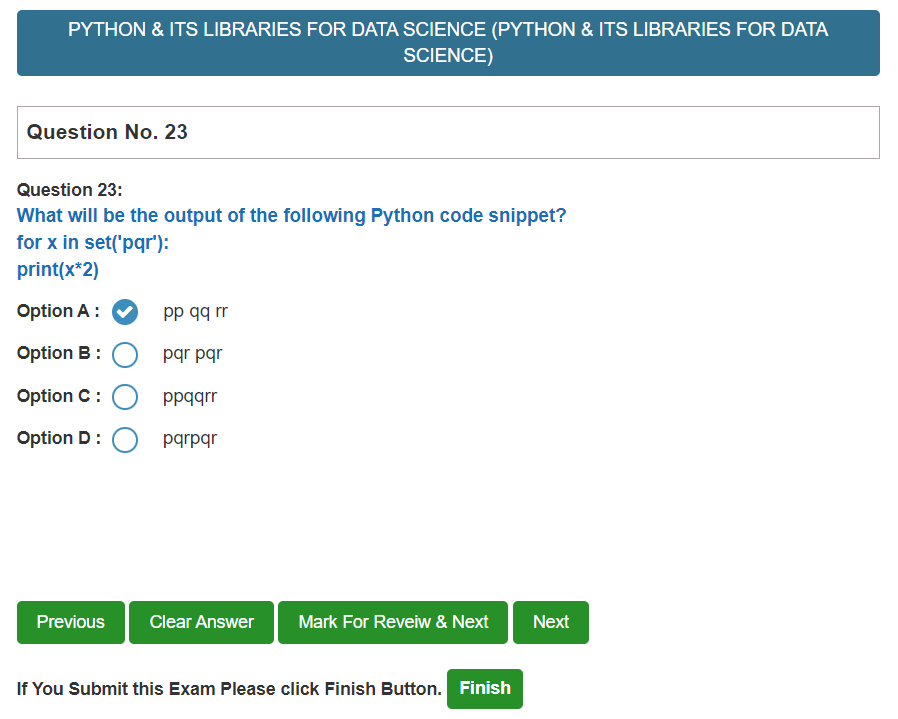 PYTHON & ITS LIBRARIES FOR DATA SCIENCE (PYTHON & ITS LIBRARIES FOR DATA
SCIENCE)
Question No. 23
Question 23:
What will be the output of the following Python code snippet?
for x in set('pqr'):
print(x*2)
Option A : pp qq rr
Option B : pqr pqr
Option C : ppqqrr
Option D : pqrpqr
Previous Clear Answer Mark For Reveiw & Next Next
If You Submit this Exam Please click Finish Button. Finish